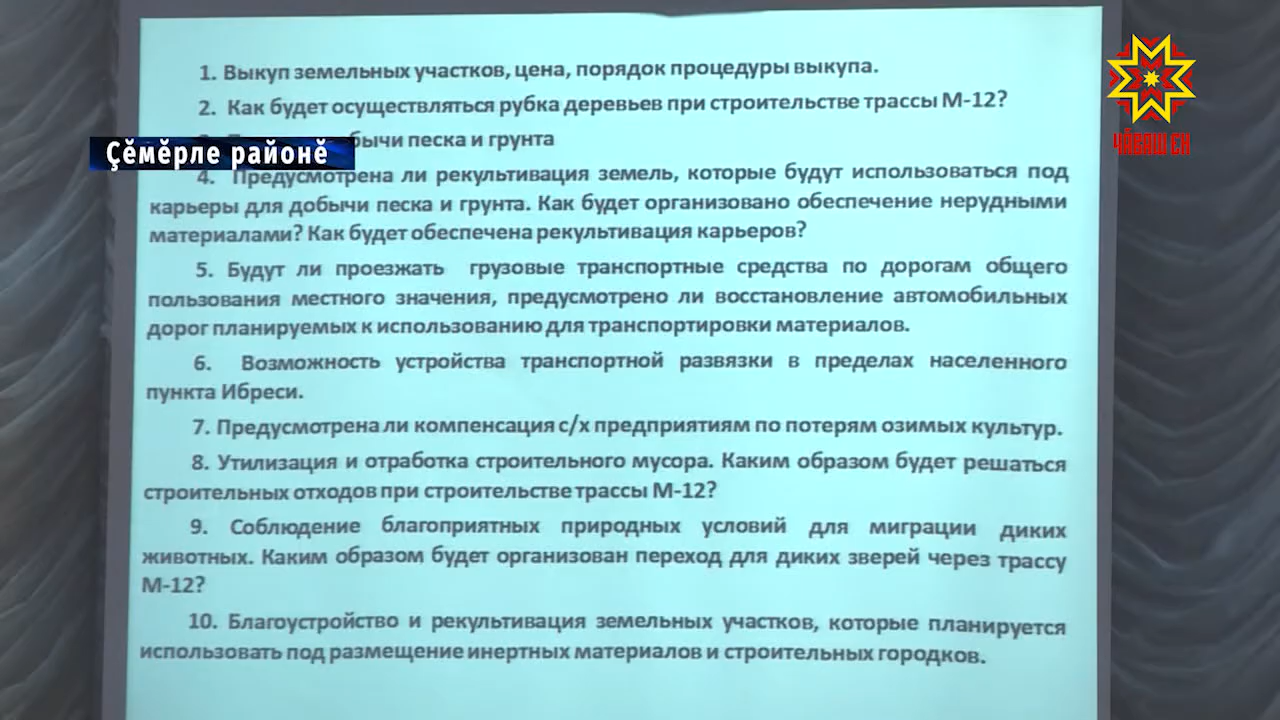 1. Выкуп земельных участков, цена, порядок процедуры выкупа.
2. Как будет осуществляться рубка деревьев при строительстве трассы М-12?
бычи песка и грунта
Ҫӗмӗрле районӗ
4. Предусмотрена ли рекультивация земель, которые будут использоваться под
карьеры для добычи песка и грунта. Как будет организовано обеспечение нерудными
материалами? Как будет обеспечена рекультивация карьеров?
5. Будут ли проезжать грузовые транспортные средства по дорогам общего
пользования местного значения, предусмотрено ли восстановление автомобильных
дорог планируемых к использованию для транспортировки материалов.
6. Возможность устройства транспортной развязки в пределах населенного
пункта Ибреси.
7. Предусмотрена ли компенсация с/х предприятиям по потерям озимых культур.
8. Утилизация и отработка строительного мусора. Каким образом будет решаться
строительных отходов при строительстве трассы М-12?
9. Соблюдение благоприятных природных условий для миграции диких
животных. Каким образом будет организован переход для диких зверей через трассу
М-12?
10. Благоустройство и рекультивация земельных участков, которые планируется
использовать под размещение инертных материалов и строительных городков.
ЧӐВАШ ЕН